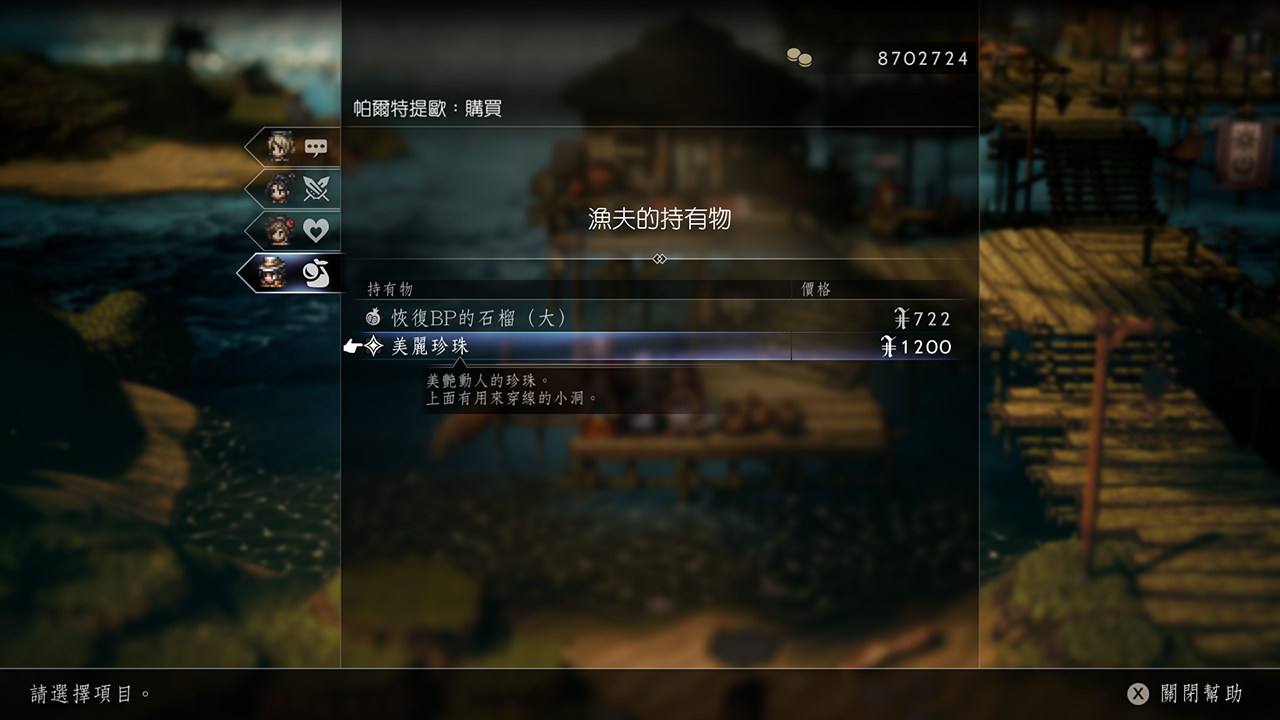 8702724
帕爾特提歐：購買
漁夫的持有物
持有物 價格
恢復BP的石榴（大） 722
美麗珍珠 1200
美艷動人的珍珠。
上面有用來穿線的小洞。
請選擇項目。 X 關閉幫助